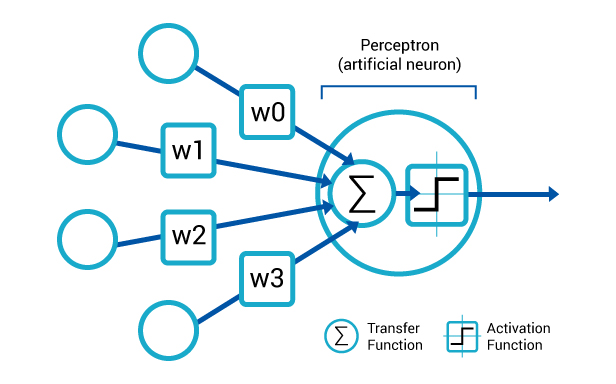 Perceptron
(artificial neuron)
w0
w1
w2
w3
∑
∑
Transfer
Function
Activation
Function